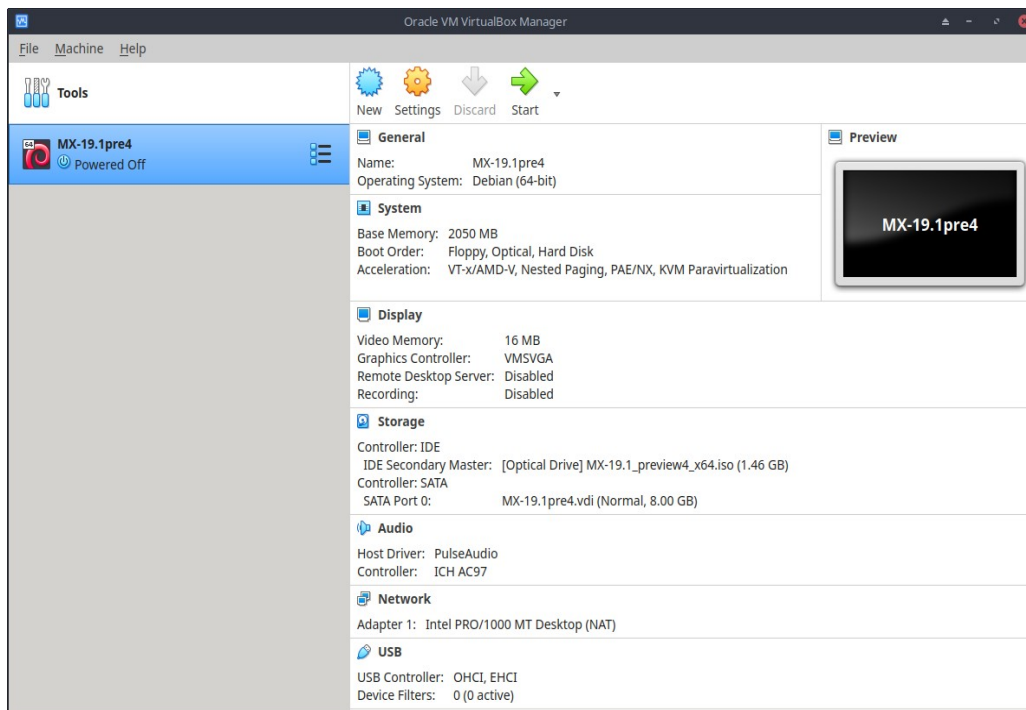 Oracle VM VirtualBox Manager
File Machine Help
Tools
New Settings Discard Start
64
MX-19.1pre4
Powered Off
General
Name: MX-19.1pre4
Operating System: Debian (64-bit)
Preview
MX-19.1pre4
System
Base Memory: 2050 MB
Boot Order: Floppy, Optical, Hard Disk
Acceleration: VT-x/AMD-V, Nested Paging, PAE/NX, KVM Paravirtualization
Display
Video Memory: 16 MB
Graphics Controller: VMSVGA
Remote Desktop Server: Disabled
Recording: Disabled
Storage
Controller: IDE
IDE Secondary Master: [Optical Drive] MX-19.1_preview4_x64.iso (1.46 GB)
Controller: SATA
SATA Port 0: MX-19.1pre4.vdi (Normal, 8.00 GB)
Audio
Host Driver: PulseAudio
Controller: ICH AC97
Network
Adapter 1: Intel PRO/1000 MT Desktop (NAT)
USB
USB Controller: OHCI, EHCI
Device Filters: 0 (0 active)